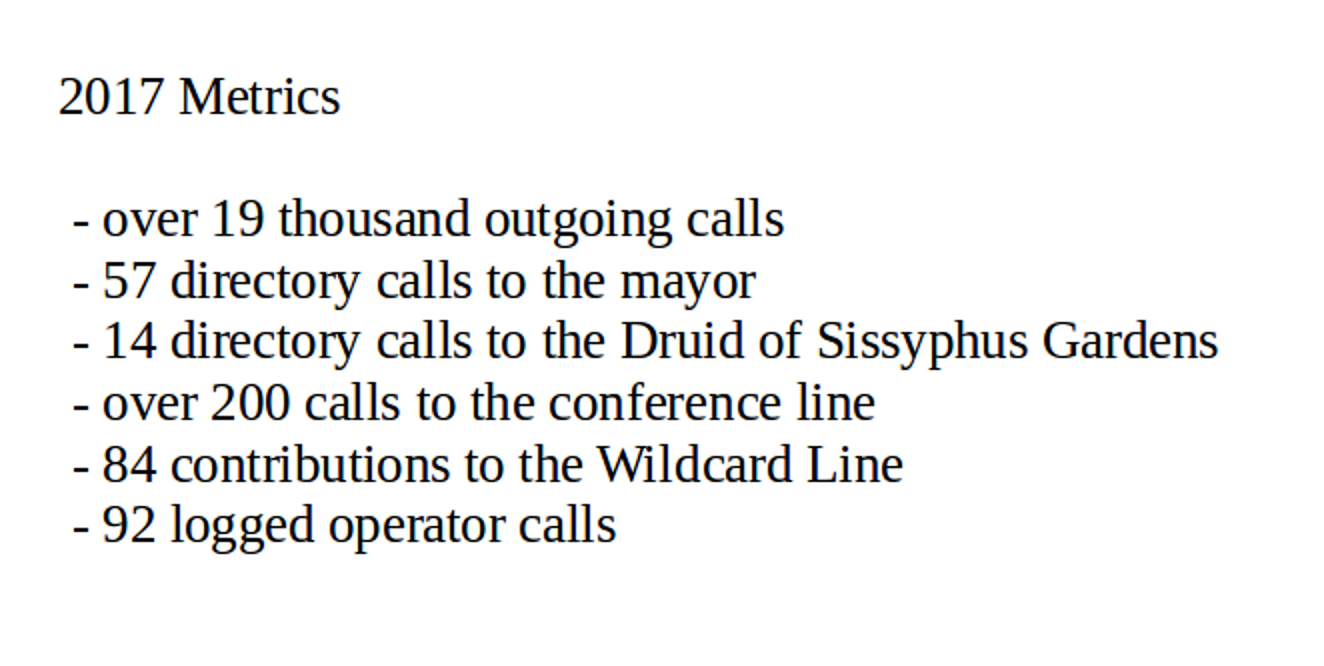 2017 Metrics
- over 19 thousand outgoing calls
- 57 directory calls to the mayor
- 14 directory calls to the Druid of Sissyphus Gardens
- over 200 calls to the conference line
- 84 contributions to the Wildcard Line
- 92 logged operator calls